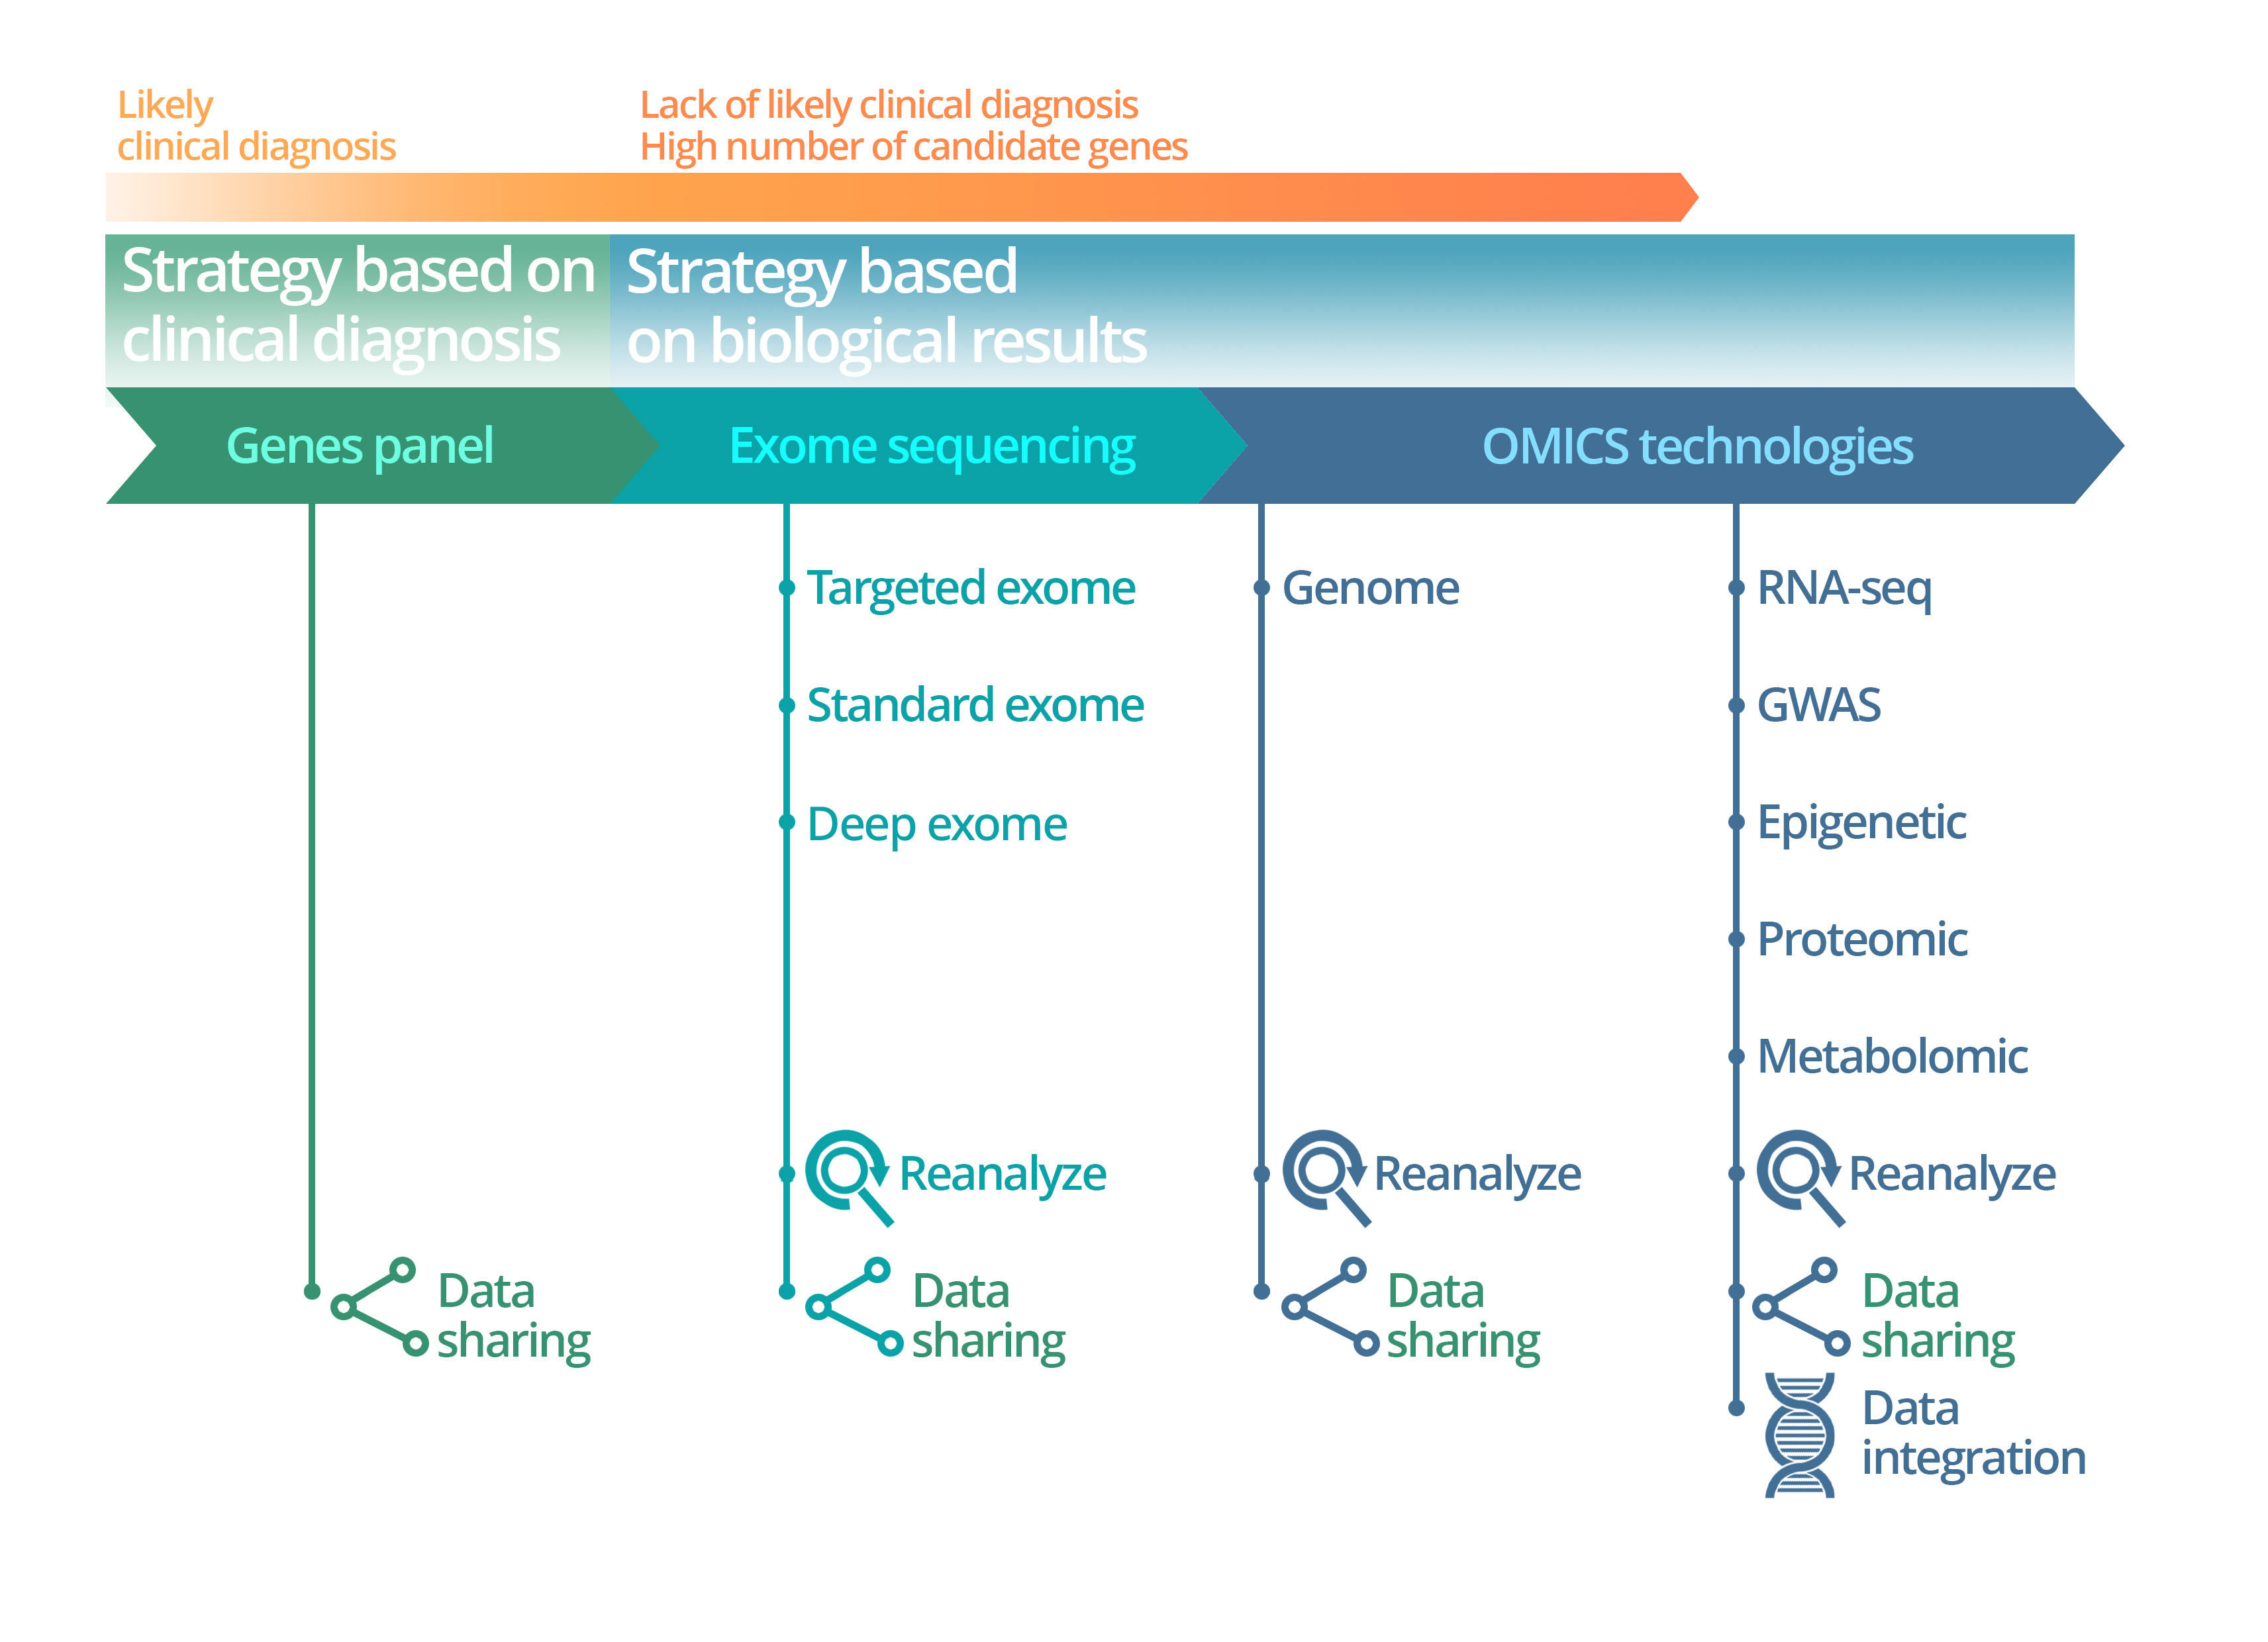 Likely
clinical diagnosis
Lack of likely clinical diagnosis
High number of candidate genes
Strategy based on
clinical diagnosis
Strategy based
on biological results
Genes panel
Exome sequencing
OMICS technologies
Targeted exome
Standard exome
Deep exome
Genome
RNA-seq
GWAS
Epigenetic
Proteomic
Metabolomic
Reanalyze
Reanalyze
Reanalyze
Data
sharing
Data
sharing
Data
sharing
Data
sharing
Data
integration